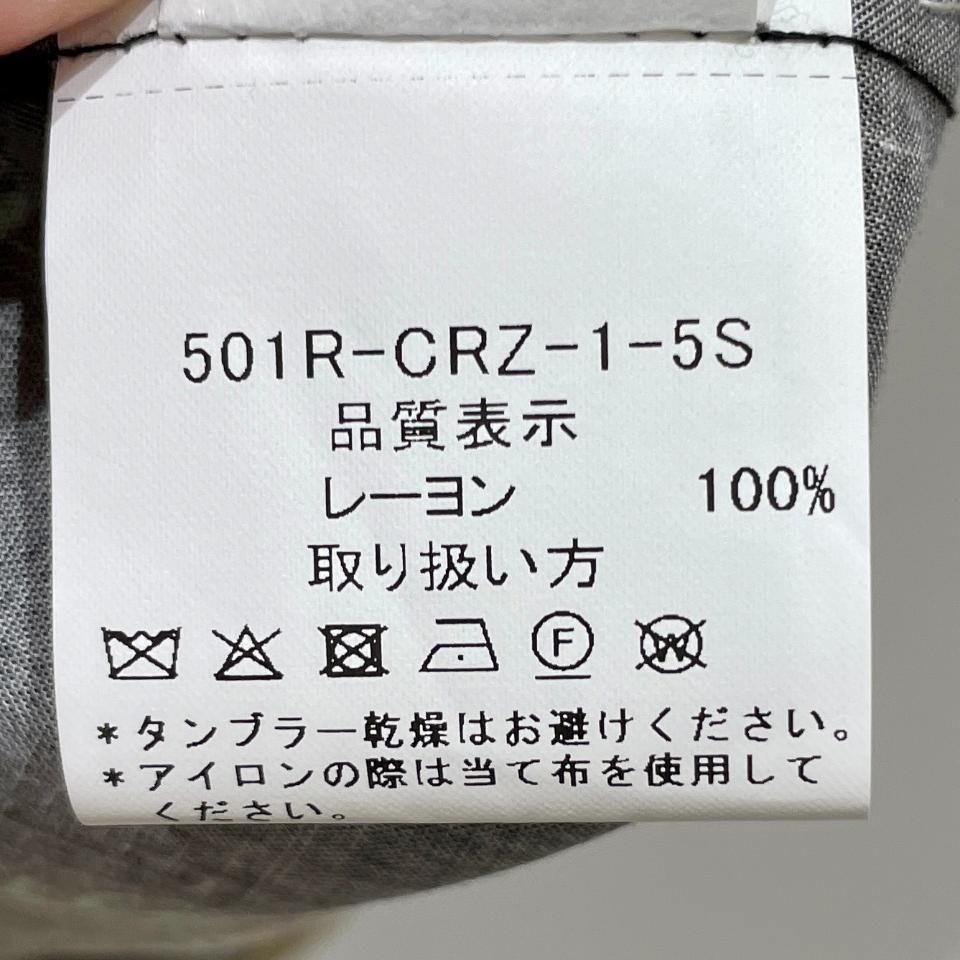 501R-CRZ-1-5S
品質表示
レーヨン 100%
取り扱い方
F W
*タンブラー乾燥はお避けください。
*アイロンの際は当て布を使用して
ください。